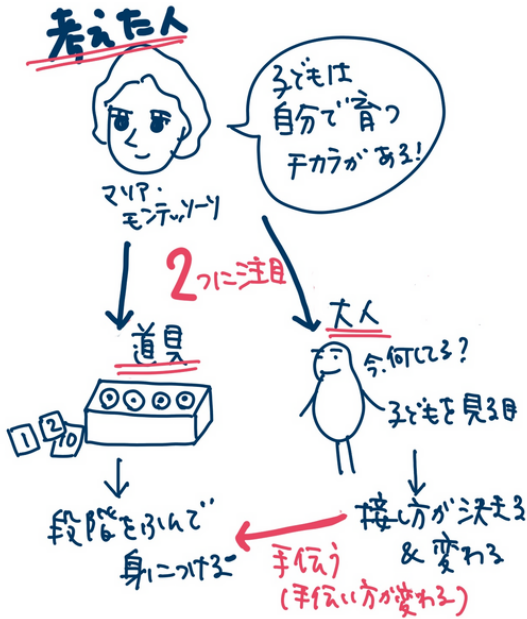 考えた人
子どもは
自分で育つ
チカラがある!
マリア・
モンテッソーリ
2つに注目
道具
1 2 10
段階をふんで
身につける
大人
今、何してる?
子どもを見る目
接し方が決まる
&変わる
手伝う
(手伝い方が変わる)